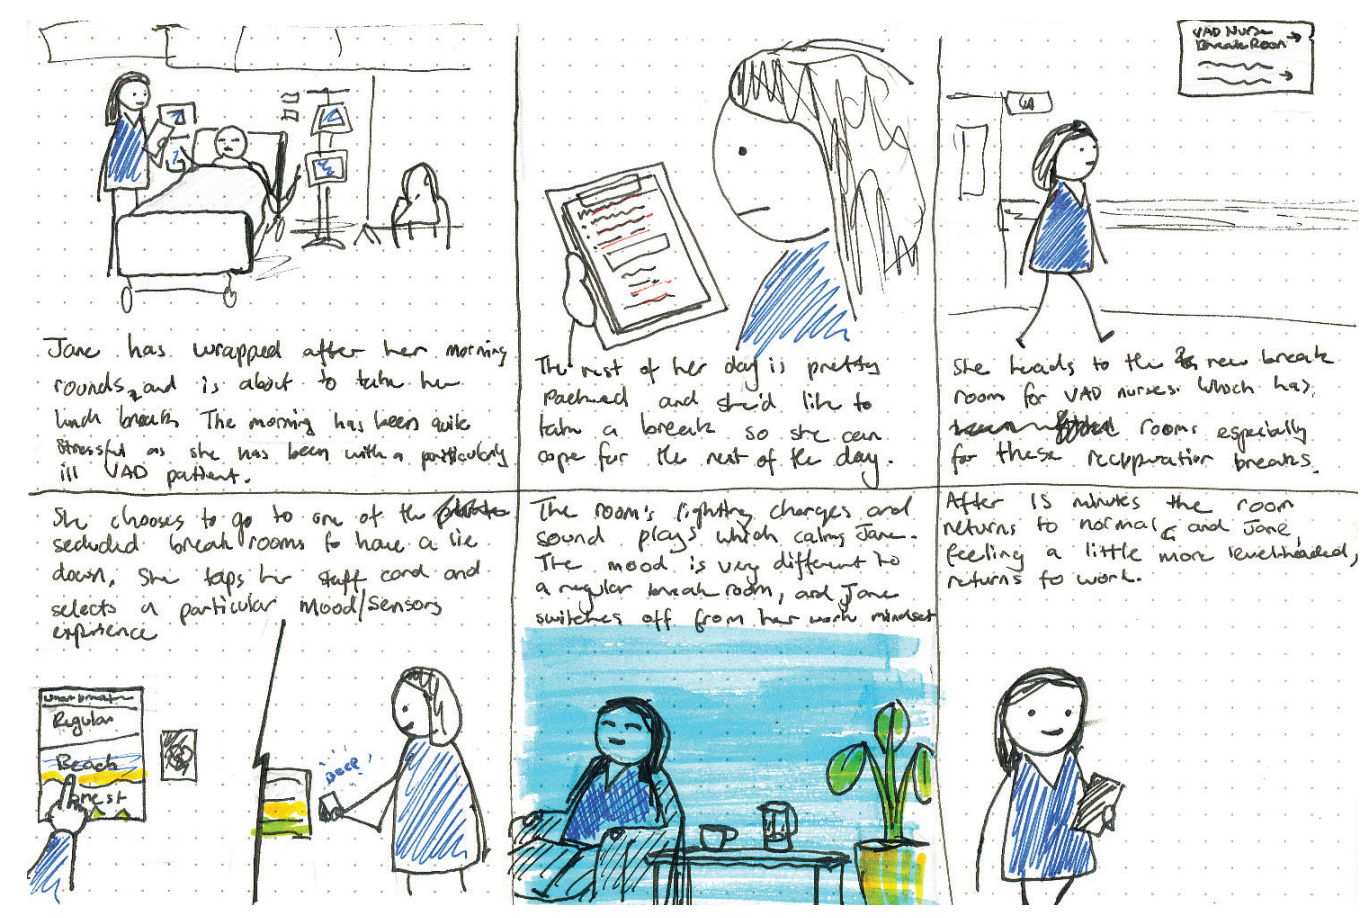 Jane has wrapped after her morning
rounds, and is about to take her
lunch break. The morning has been quite
stressful as she has been with a particularly
ill VAD patient.
The rest of her day is pretty
packed and she'd like to
take a break so she can
cope for the rest of the day.
VAD Nurse
Break Room →
→
She heads to the new break
room for VAD nurses. Which has
rooms especially
for these recuperation breaks.
She chooses to go to one of the
secluded break rooms to have a lie
down. She taps her staff card and
selects a particular mood/sensory
experience
Regular
Beach
Forest
BEEP
The room's lighting changes and
sound plays which calms Jane.
The mood is very different to
a regular break room, and Jane
switches off from her work mindset
After 15 minutes the room
returns to normal, and Jane,
feeling a little more levelheaded,
returns to work.